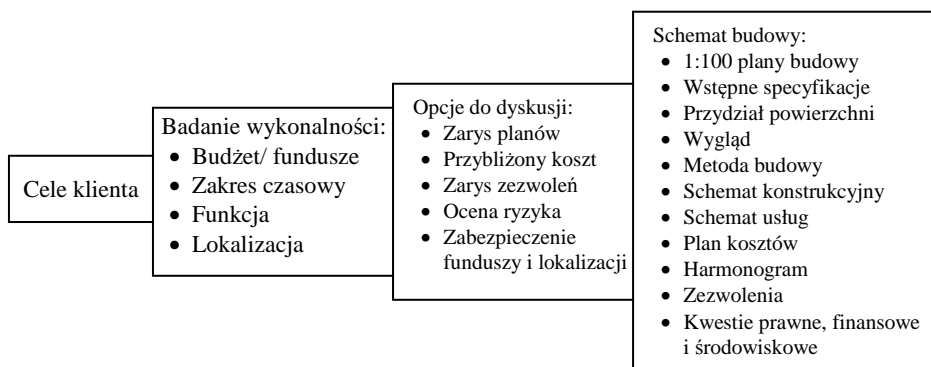 Cele klienta
Badanie wykonalności:
• Budżet/ fundusze
• Zakres czasowy
• Funkcja
• Lokalizacja
Opcje do dyskusji:
• Zarys planów
• Przybliżony koszt
• Zarys zezwoleń
• Ocena ryzyka
• Zabezpieczenie
funduszy i lokalizacji
Schemat budowy:
• 1:100 plany budowy
• Wstępne specyfikacje
• Przydział powierzchni
• Wygląd
• Metoda budowy
• Schemat konstrukcyjny
• Schemat usług
• Plan kosztów
• Harmonogram
• Zezwolenia
• Kwestie prawne, finansowe
i środowiskowe